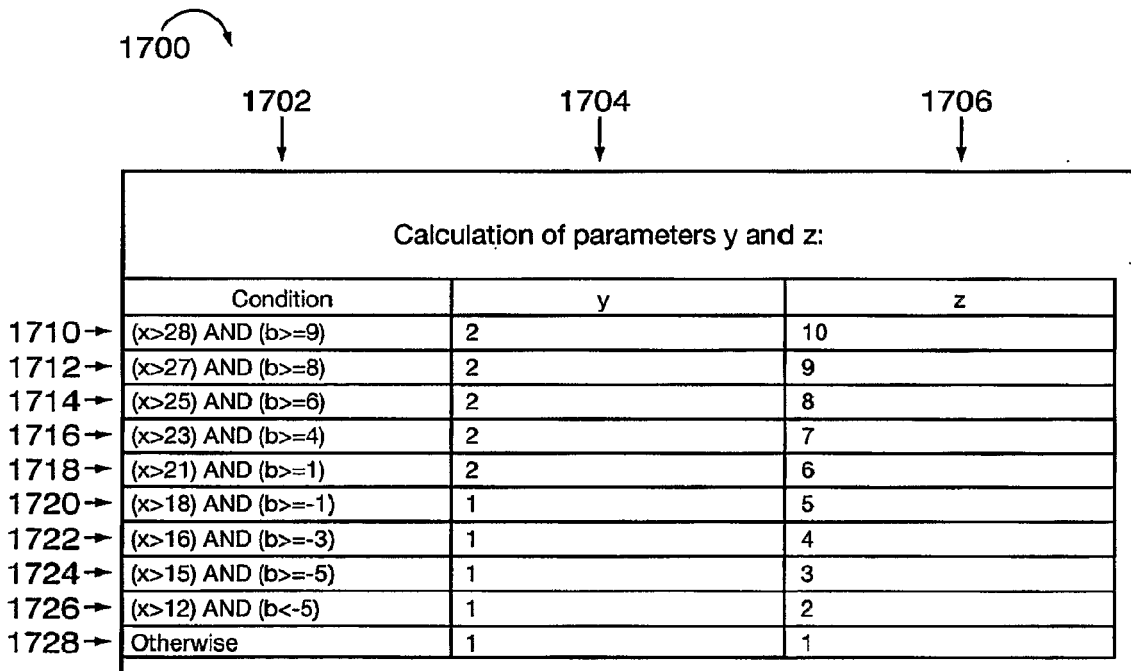 1700
1702 1704 1706
Calculation of parameters y and z:
Condition y z
1710 (x>28) AND (b>=9) 2 10
1712 (x>27) AND (b>=8) 2 9
1714 (x>25) AND (b>=6) 2 8
1716 (x>23) AND (b>=4) 2 7
1718 (x>21) AND (b>=1) 2 6
1720 (x>18) AND (b>=-1) 1 5
1722 (x>16) AND (b>=-3) 1 4
1724 (x>15) AND (b>=-5) 1 3
1726 (x>12) AND (b<-5) 1 2
1728 Otherwise 1 1